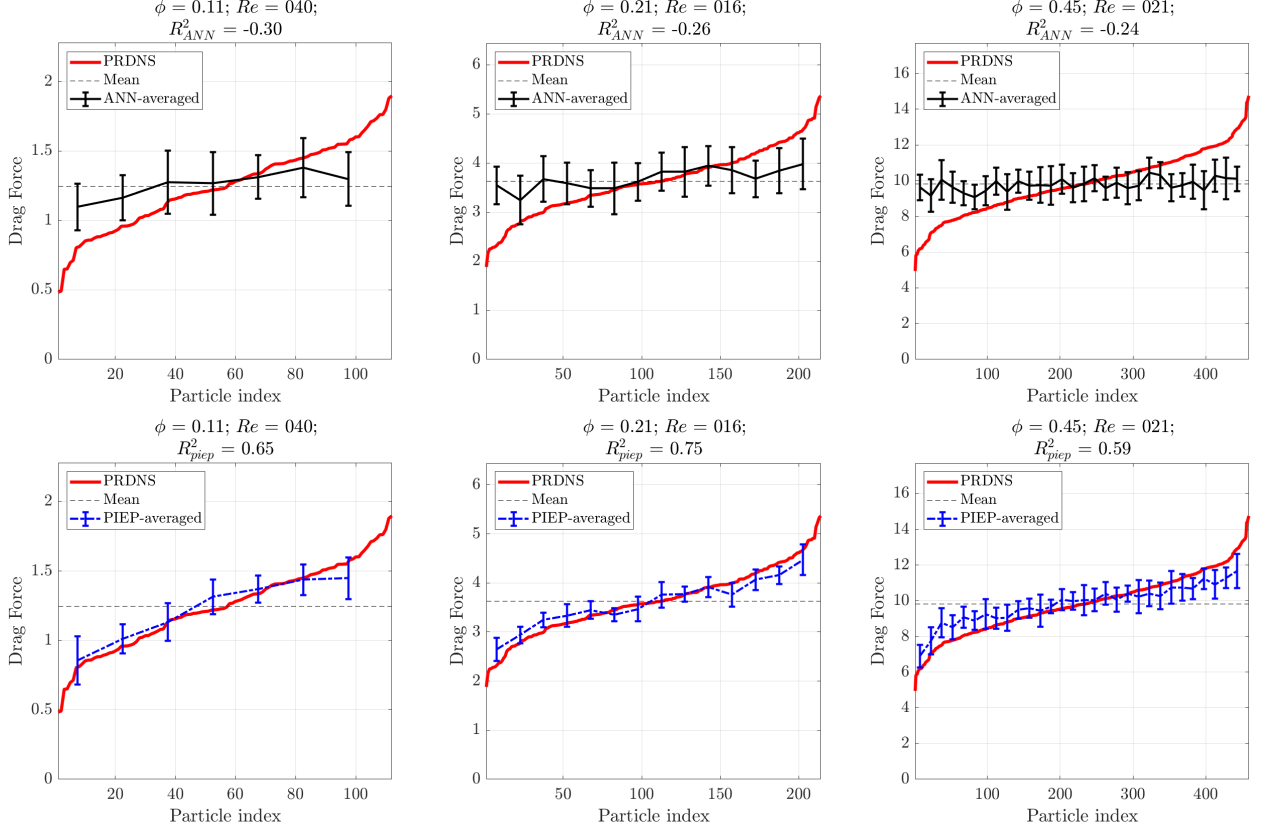 ϕ = 0.11; Re = 040;
R²_ANN = -0.30
2
1.5
1
0.5
0
20
40
60
80
100
Drag Force
Particle index
PRDNS
Mean
ANN-averaged
ϕ = 0.21; Re = 016;
R²_ANN = -0.26
6
5
4
3
2
1
0
50
100
150
200
Drag Force
Particle index
PRDNS
Mean
ANN-averaged
ϕ = 0.45; Re = 021;
R²_ANN = -0.24
16
14
12
10
8
6
4
2
0
100
200
300
400
Drag Force
Particle index
PRDNS
Mean
ANN-averaged
ϕ = 0.11; Re = 040;
R²_piep = 0.65
2
1.5
1
0.5
0
20
40
60
80
100
Drag Force
Particle index
PRDNS
Mean
PIEP-averaged
ϕ = 0.21; Re = 016;
R²_piep = 0.75
6
5
4
3
2
1
0
50
100
150
200
Drag Force
Particle index
PRDNS
Mean
PIEP-averaged
ϕ = 0.45; Re = 021;
R²_piep = 0.59
16
14
12
10
8
6
4
2
0
100
200
300
400
Drag Force
Particle index
PRDNS
Mean
PIEP-averaged